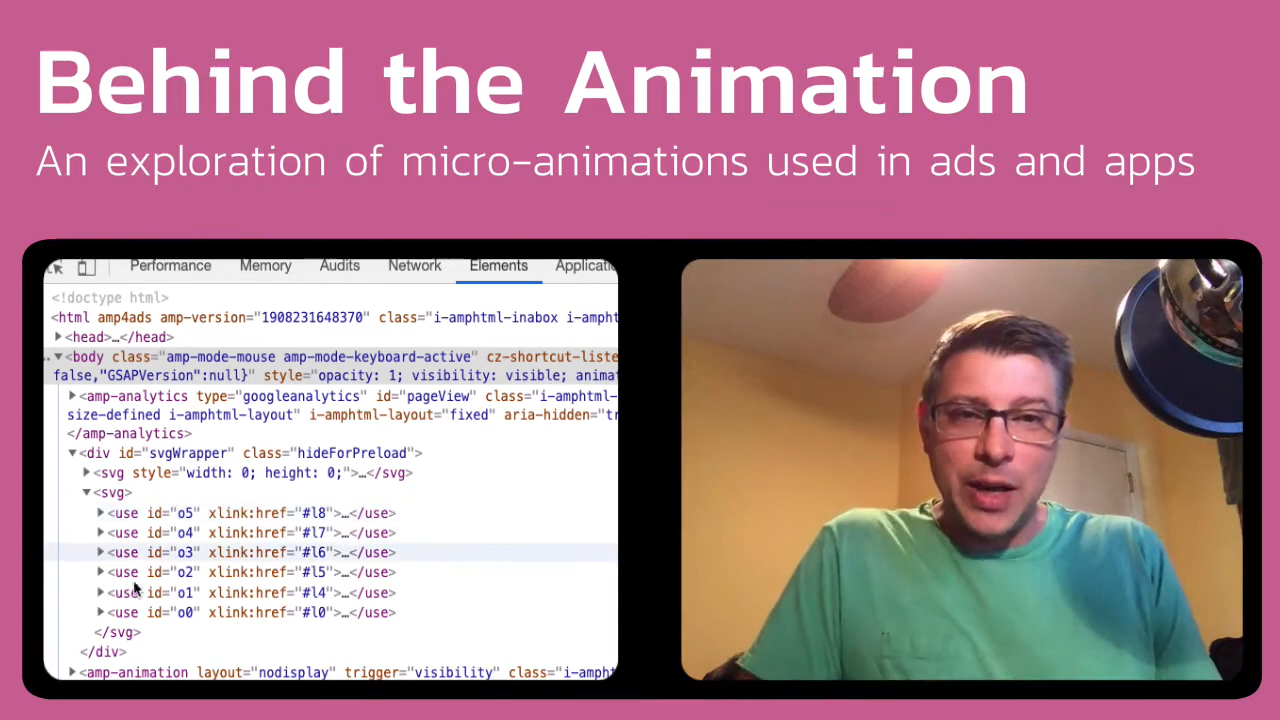 Behind the Animation
An exploration of micro-animations used in ads and apps
Performance Memory Audits Network Elements Applicati
<!doctype html>
<html amp4ads amp-version="1908231648370" class="i-amphtml-inabox i-ampht
<head>…</head>
<body class="amp-mode-mouse amp-mode-keyboard-active" cz-shortcut-liste
false,"GSAPVersion":null}" style="opacity: 1; visibility: visible; anima
<amp-analytics type="googleanalytics" id="pageView" class="i-amphtml-
size-defined i-amphtml-layout" i-amphtml-layout="fixed" aria-hidden="tr
</amp-analytics>
<div id="svgWrapper" class="hideForPreload">
<svg style="width: 0; height: 0;">…</svg>
<svg>
<use id="o5" xlink:href="#l8">…</use>
<use id="o4" xlink:href="#l7">…</use>
<use id="o3" xlink:href="#l6">…</use>
<use id="o2" xlink:href="#l5">…</use>
<use id="o1" xlink:href="#l4">…</use>
<use id="o0" xlink:href="#l0">…</use>
</svg>
</div>
<amp-animation layout="nodisplay" trigger="visibility" class="i-ampht